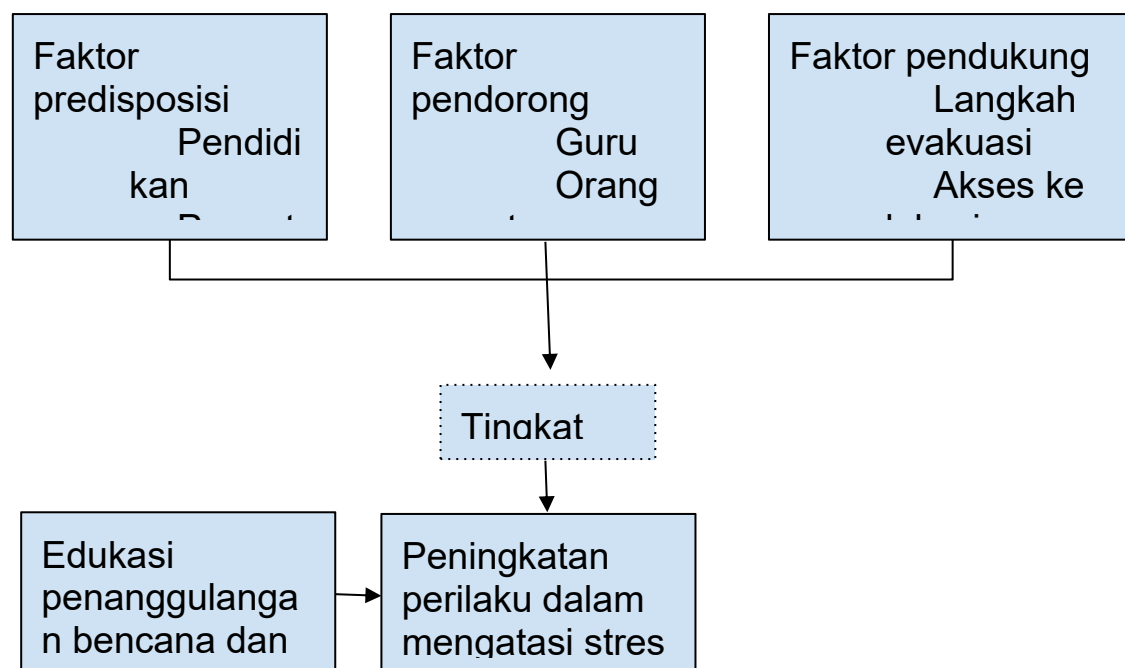 Faktor
predisposisi
Pendidi
kan
Faktor
pendorong
Guru
Orang
Faktor pendukung
Langkah
evakuasi
Akses ke
Tingkat
Edukasi
penanggulanga
n bencana dan
Peningkatan
perilaku dalam
mengatasi stres